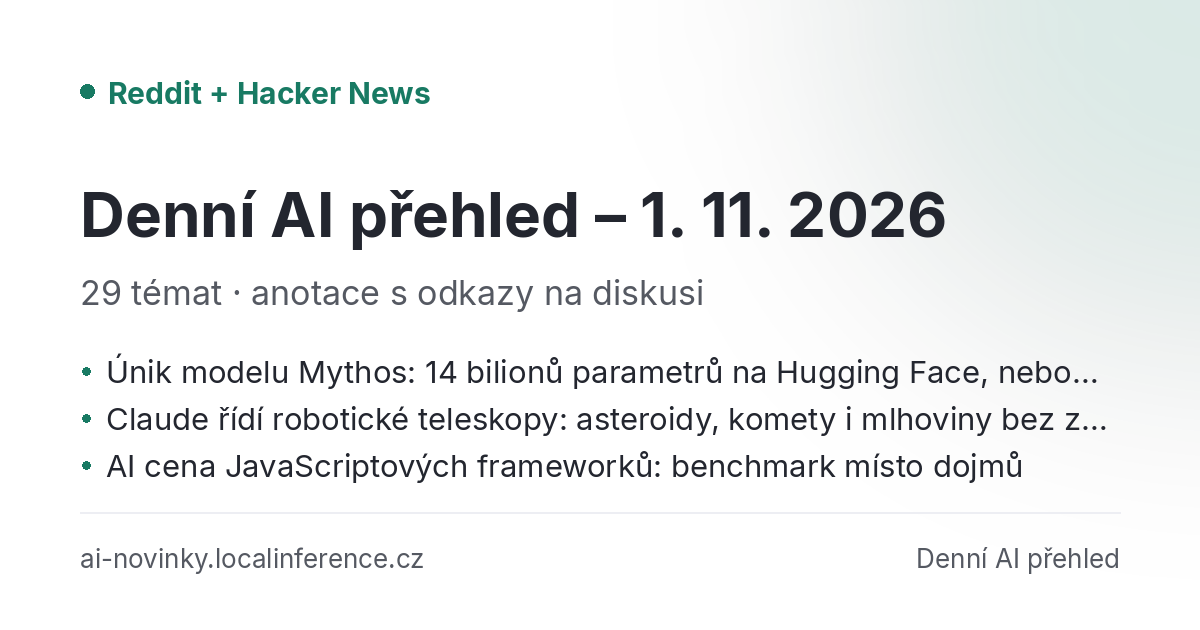 Reddit + Hacker News
Denní AI přehled – 1. 11. 2026
29 témat · anotace s odkazy na diskusi
• Únik modelu Mythos: 14 bilionů parametrů na Hugging Face, nebo…
• Claude řídí robotické teleskopy: asteroidy, komety i mlhoviny bez z…
• AI cena JavaScriptových frameworků: benchmark místo dojmů
ai-novinky.localinference.cz
Denní AI přehled